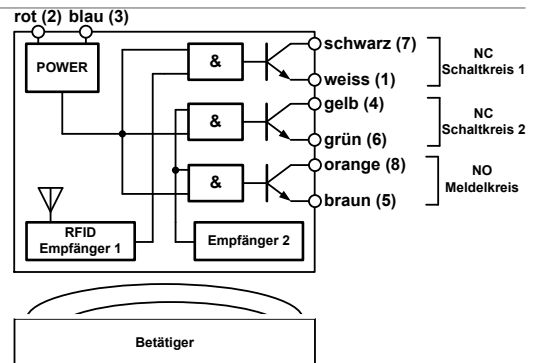 rot (2) blau (3)
POWER
&
schwarz (7)
weiss (1)
NC
Schaltkreis 1
&
gelb (4)
grün (6)
NC
Schaltkreis 2
&
orange (8)
braun (5)
NO
Meldelkreis
RFID
Empfänger 1
Empfänger 2
Betätiger